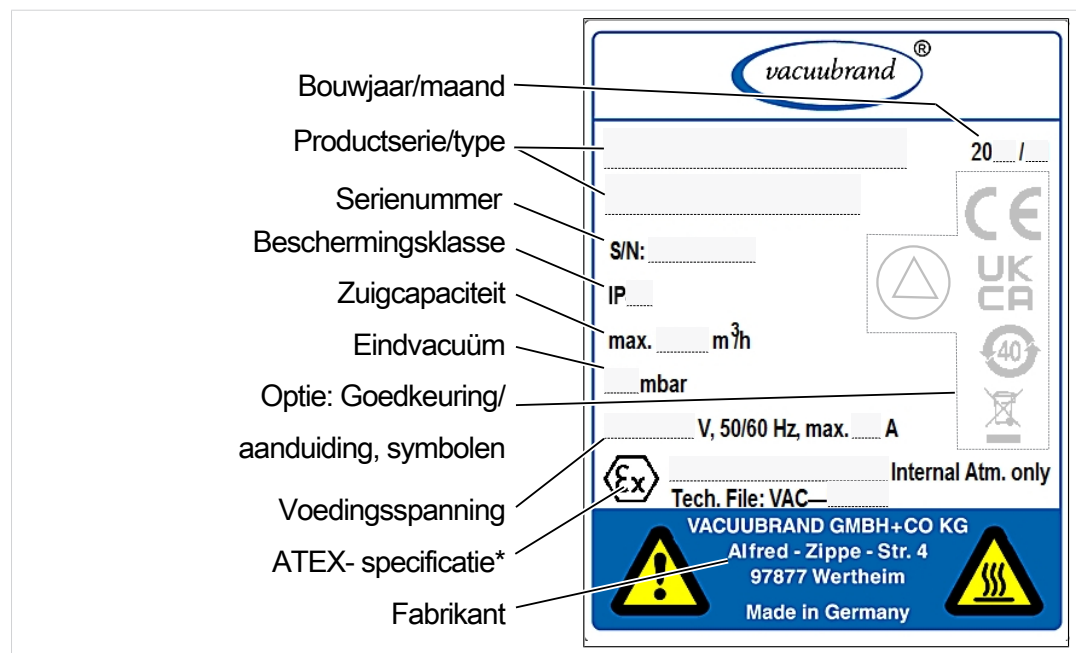 Bouwjaar/maand
Productserie/type
Serienummer
Beschermingsklasse
Zuigcapaciteit
Eindvacuüm
Optie: Goedkeuring/
aanduiding, symbolen
Voedingsspanning
ATEX- specificatie*
Fabrikant
vacuubrand ®
20 /
S/N:
IP
max. m³/h
mbar
V, 50/60 Hz, max. A
Internal Atm. only
Tech. File: VAC—
CE
UK
CA
40
Ex
VACUUBRAND GMBH+CO KG
Alfred - Zippe - Str. 4
97877 Wertheim
Made in Germany